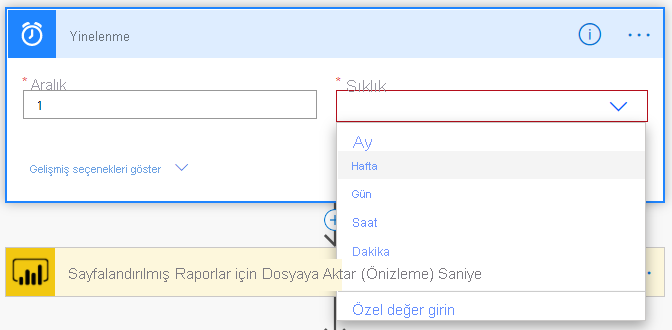 Yinelenme
* Aralık
* Sıklık
1
Ay
Hafta
Gelişmiş seçenekleri göster
Gün
Saat
Dakika
Sayfalandırılmış Raporlar için Dosyaya Aktar (Önizleme) Saniye
Özel değer girin